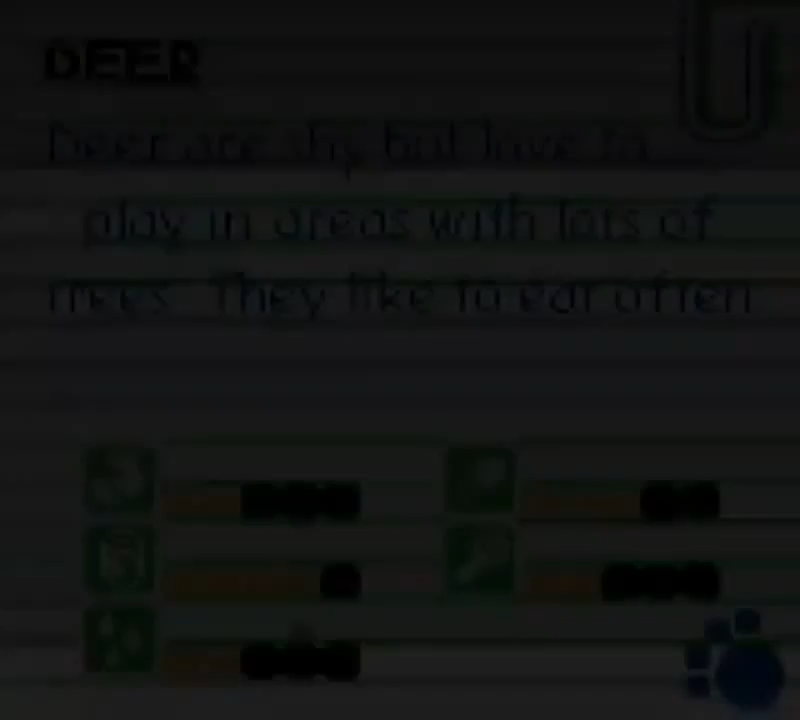 DEER
Deer are shy but love to
play in areas with lots of
trees. They like to eat often